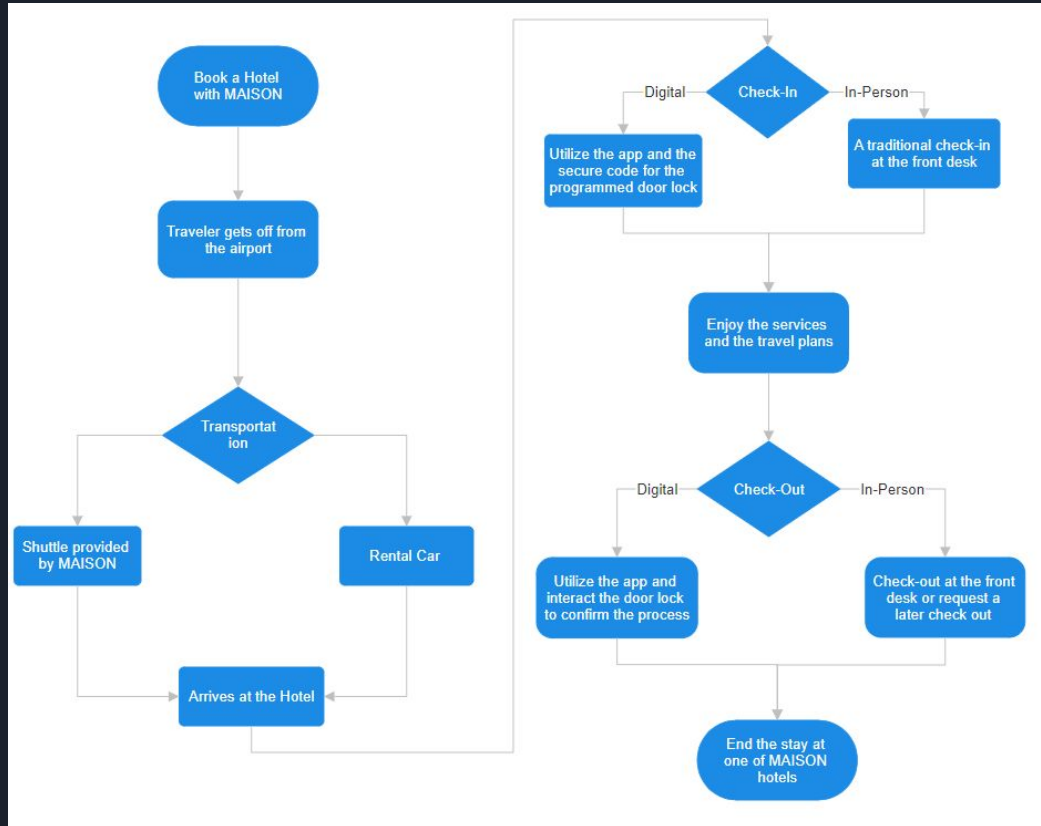 Book a Hotel
with MAISON
Traveler gets off from
the airport
Transportat
ion
Shuttle provided
by MAISON
Rental Car
Arrives at the Hotel
Check-In
Digital
In-Person
Utilize the app and the
secure code for the
programmed door lock
A traditional check-in
at the front desk
Enjoy the services
and the travel plans
Check-Out
Digital
In-Person
Utilize the app and
interact the door lock
to confirm the process
Check-out at the front
desk or request a
later check out
End the stay at
one of MAISON
hotels